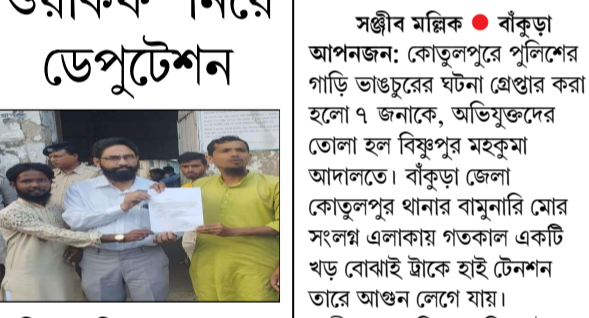 ডেপুটেশন
সঞ্জীব মল্লিক ● বাঁকুড়া
আপনজন: কোতুলপুরে পুলিশের
গাড়ি ভাঙচুরের ঘটনা গ্রেপ্তার করা
হলো ৭ জনাকে, অভিযুক্তদের
তোলা হল বিষ্ণুপুর মহকুমা
আদালতে। বাঁকুড়া জেলা
কোতুলপুর থানার বামুনারি মোর
সংলগ্ন এলাকায় গতকাল একটি
খড় বোঝাই ট্রাকে হাই টেনশন
তারে আগুন লেগে যায়।